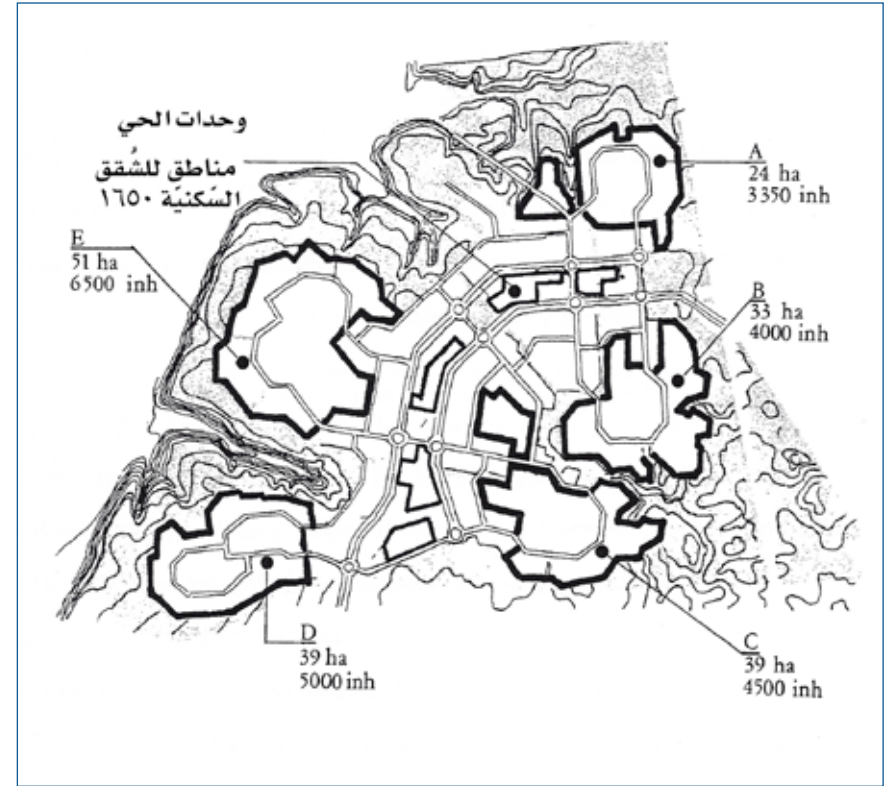 وحدات الحي
مناطق للشُقق
السّكنيّة ١٦٥٠
A
24 ha
3350 inh
E
51 ha
6500 inh
B
33 ha
4000 inh
D
39 ha
5000 inh
C
39 ha
4500 inh